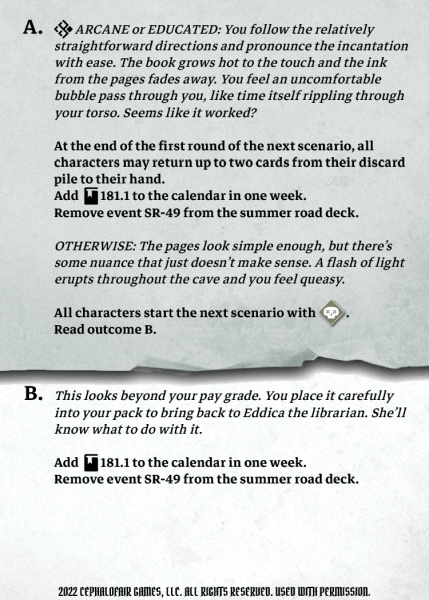 A. ARCANE or EDUCATED: You follow the relatively
straightforward directions and pronounce the incantation
with ease. The book grows hot to the touch and the ink
from the pages fades away. You feel an uncomfortable
bubble pass through you, like time itself rippling through
your torso. Seems like it worked?
At the end of the first round of the next scenario, all
characters may return up to two cards from their discard
pile to their hand.
Add 181.1 to the calendar in one week.
Remove event SR-49 from the summer road deck.
OTHERWISE: The pages look simple enough, but there's
some nuance that just doesn't make sense. A flash of light
erupts throughout the cave and you feel queasy.
All characters start the next scenario with .
Read outcome B.
B. This looks beyond your pay grade. You place it carefully
into your pack to bring back to Eddica the librarian. She'll
know what to do with it.
Add 181.1 to the calendar in one week.
Remove event SR-49 from the summer road deck.
2022 CEPHALOFAIR GAMES, LLC. ALL RIGHTS RESERVED. USED WITH PERMISSION.